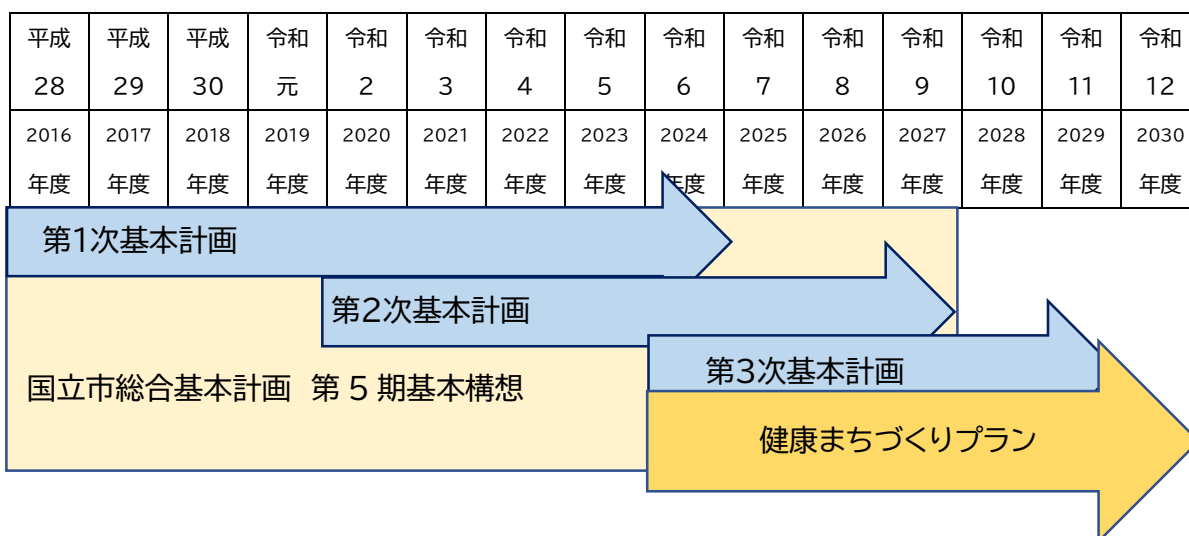 平成 平成 平成 令和 令和 令和 令和 令和 令和 令和 令和 令和 令和 令和 令和
28 29 30 元 2 3 4 5 6 7 8 9 10 11 12
2016 2017 2018 2019 2020 2021 2022 2023 2024 2025 2026 2027 2028 2029 2030
年度 年度 年度 年度 年度 年度 年度 年度 年度 年度 年度 年度 年度 年度 年度
第1次基本計画
第2次基本計画
第3次基本計画
国立市総合基本計画 第 5 期基本構想
健康まちづくりプラン